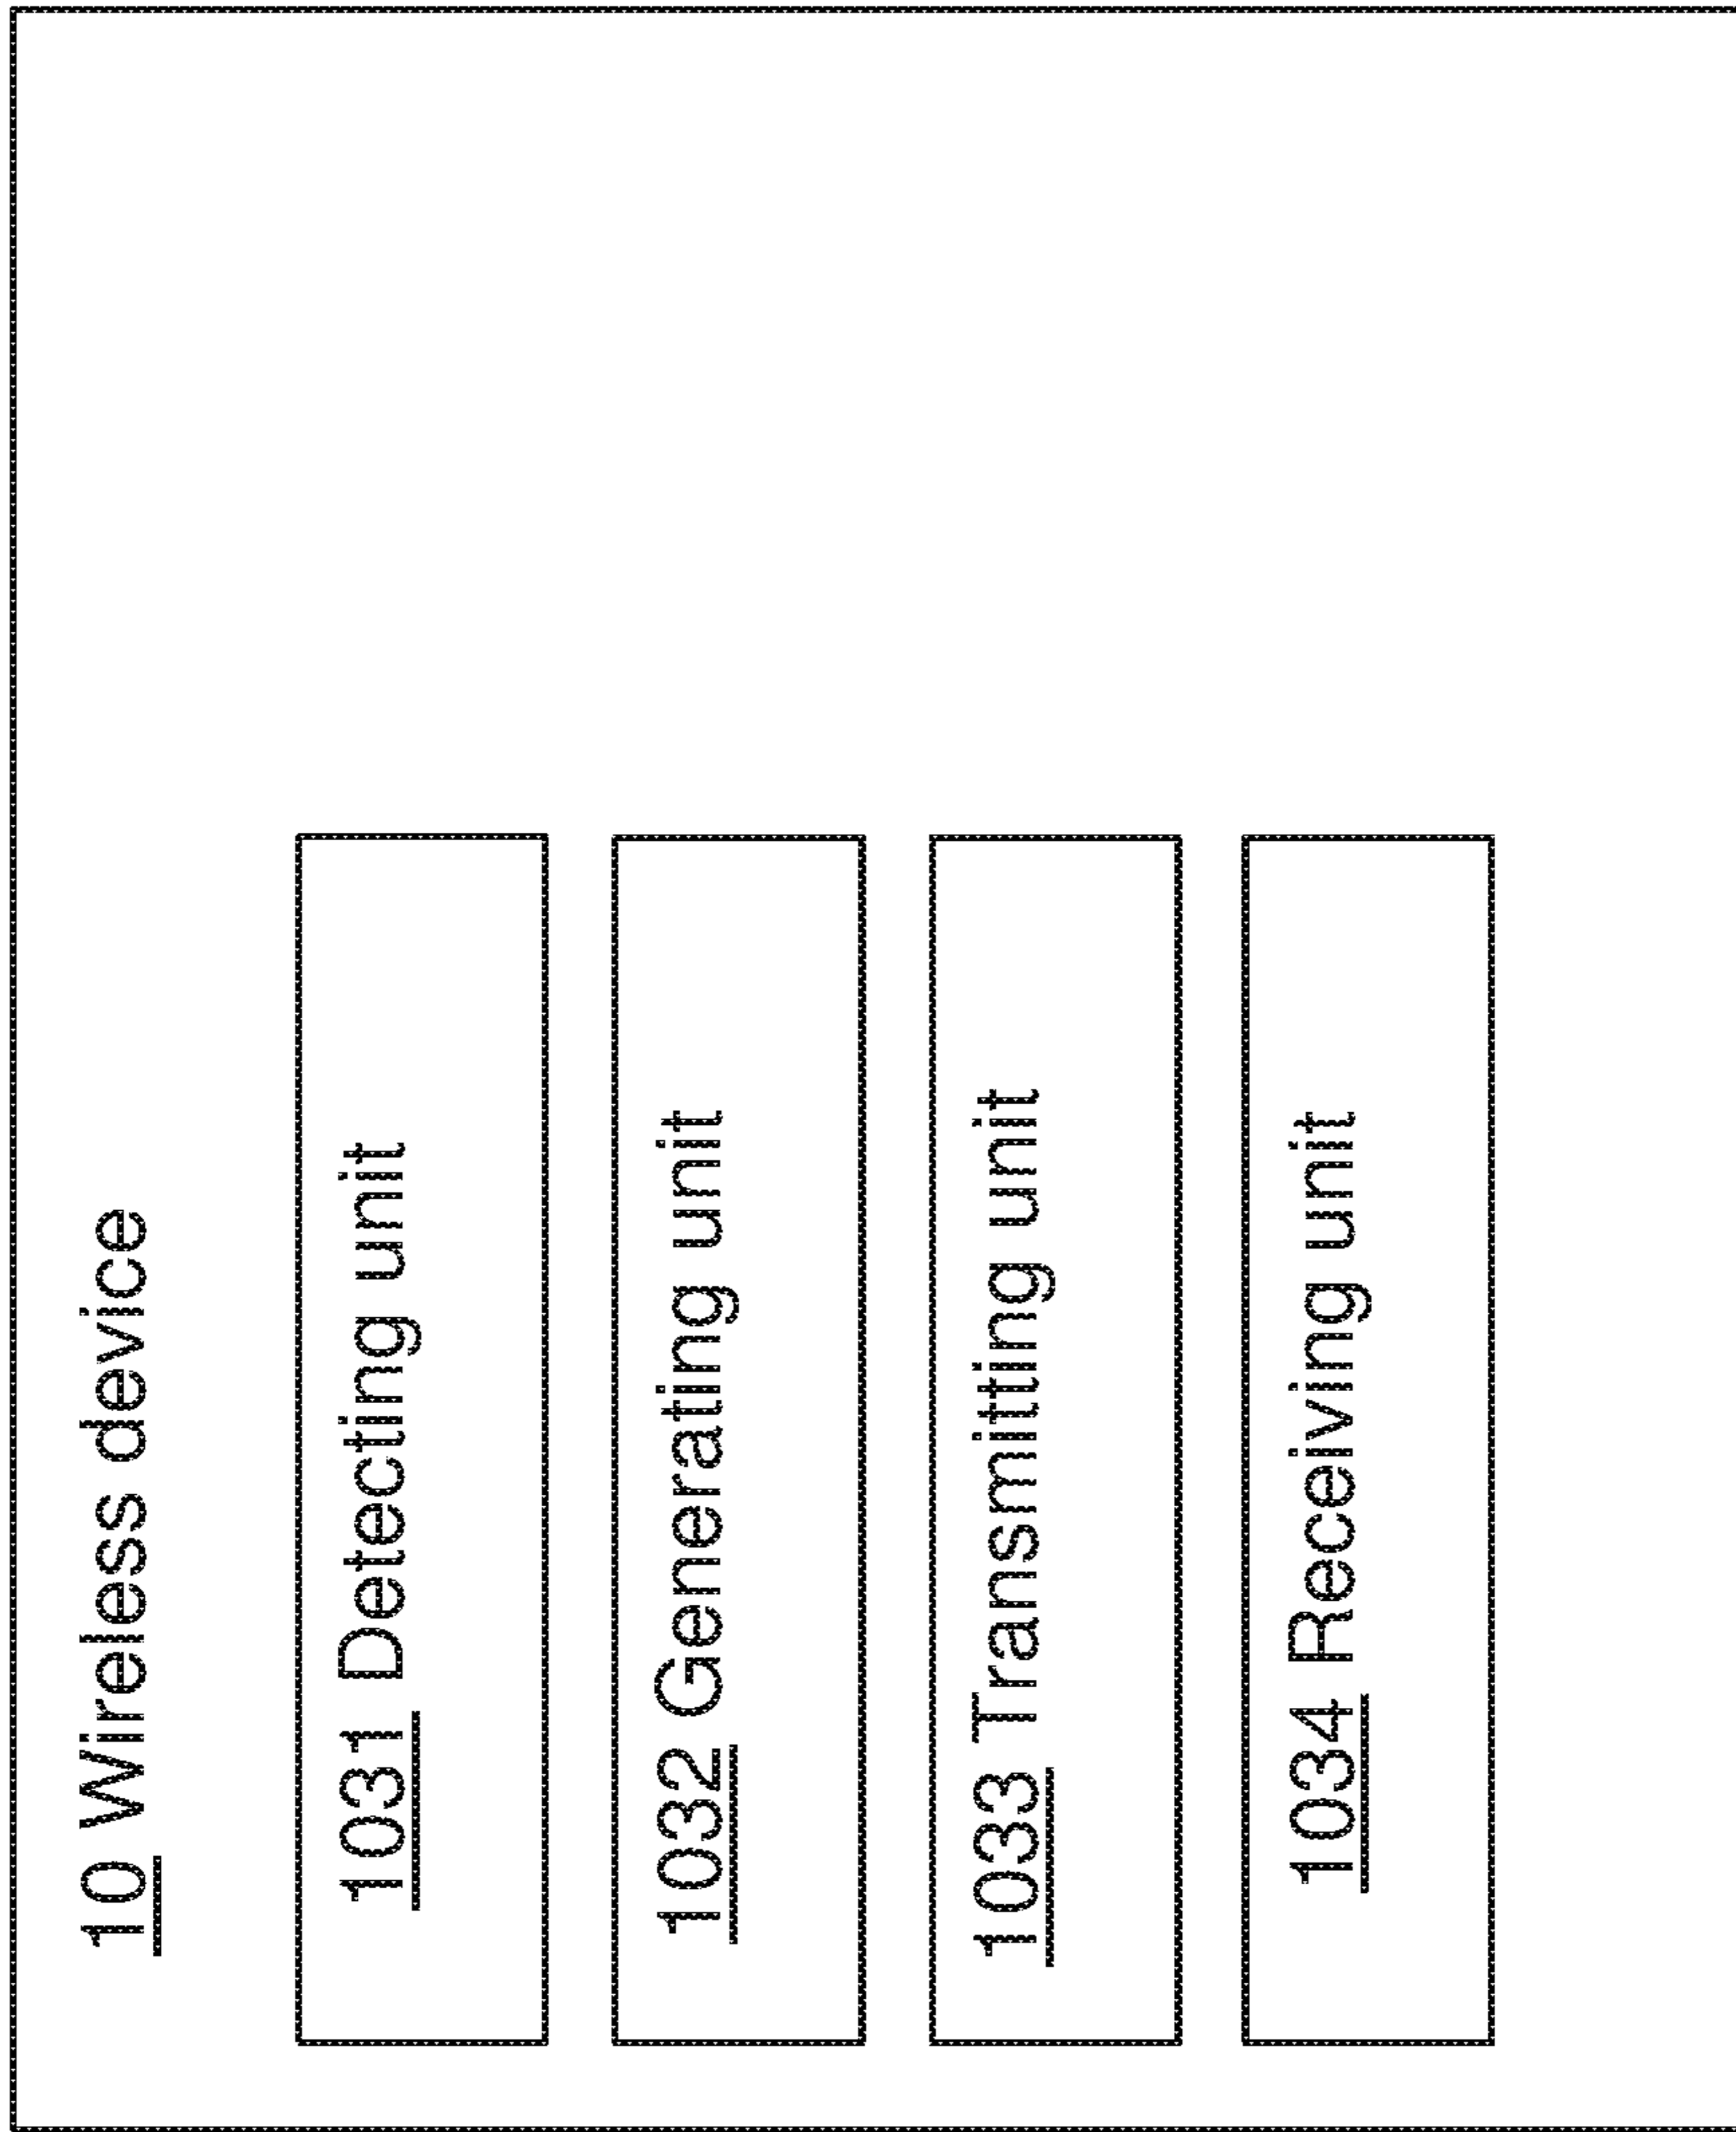 10 Wireless device
1031 Detecting unit
1032 Generating unit
1033 Transmitting unit
1034 Receiving unit